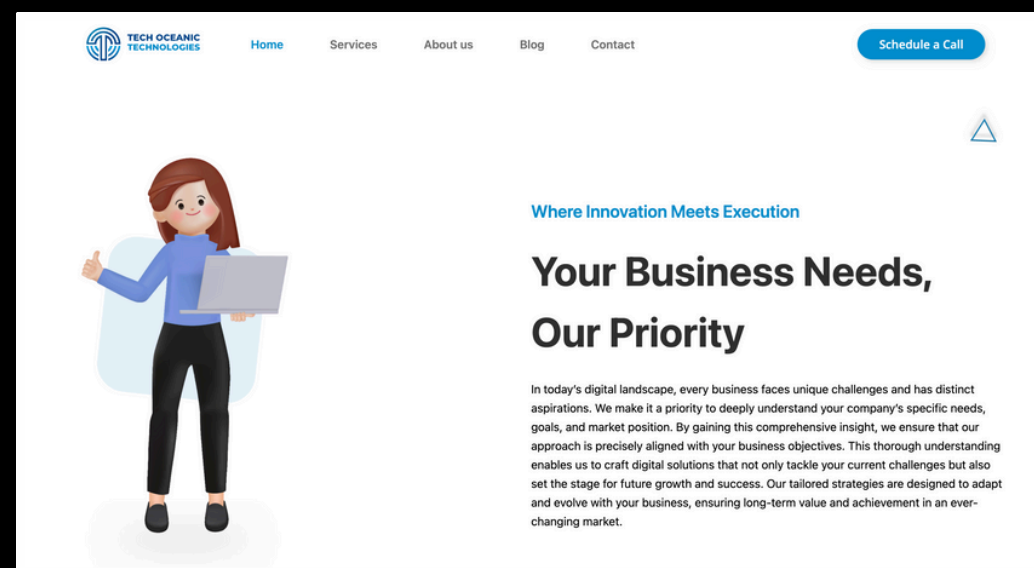 TECH OCEANIC
TECHNOLOGIES
Home
Services
About us
Blog
Contact
Schedule a Call
Where Innovation Meets Execution
Your Business Needs,
Our Priority
In today's digital landscape, every business faces unique challenges and has distinct
aspirations. We make it a priority to deeply understand your company's specific needs,
goals, and market position. By gaining this comprehensive insight, we ensure that our
approach is precisely aligned with your business objectives. This thorough understanding
enables us to craft digital solutions that not only tackle your current challenges but also
set the stage for future growth and success. Our tailored strategies are designed to adapt
and evolve with your business, ensuring long-term value and achievement in an ever-
changing market.